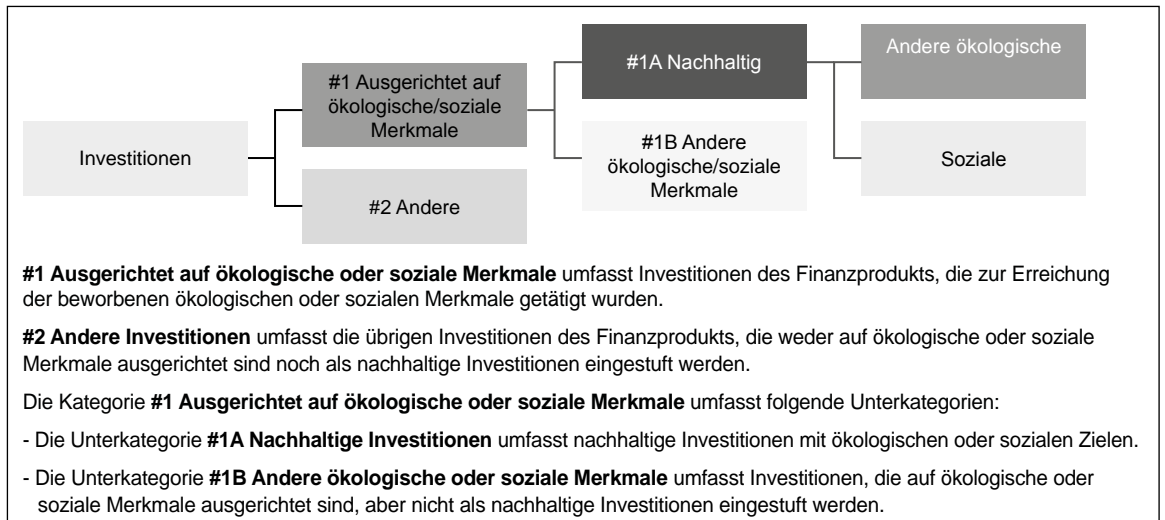 Investitionen
#1 Ausgerichtet auf
ökologische/soziale
Merkmale
#2 Andere
#1A Nachhaltig
#1B Andere
ökologische/soziale
Merkmale
Andere ökologische
Soziale
#1 Ausgerichtet auf ökologische oder soziale Merkmale umfasst Investitionen des Finanzprodukts, die zur Erreichung
der beworbenen ökologischen oder sozialen Merkmale getätigt wurden.
#2 Andere Investitionen umfasst die übrigen Investitionen des Finanzprodukts, die weder auf ökologische oder soziale
Merkmale ausgerichtet sind noch als nachhaltige Investitionen eingestuft werden.
Die Kategorie #1 Ausgerichtet auf ökologische oder soziale Merkmale umfasst folgende Unterkategorien:
- Die Unterkategorie #1A Nachhaltige Investitionen umfasst nachhaltige Investitionen mit ökologischen oder sozialen Zielen.
- Die Unterkategorie #1B Andere ökologische oder soziale Merkmale umfasst Investitionen, die auf ökologische oder
soziale Merkmale ausgerichtet sind, aber nicht als nachhaltige Investitionen eingestuft werden.